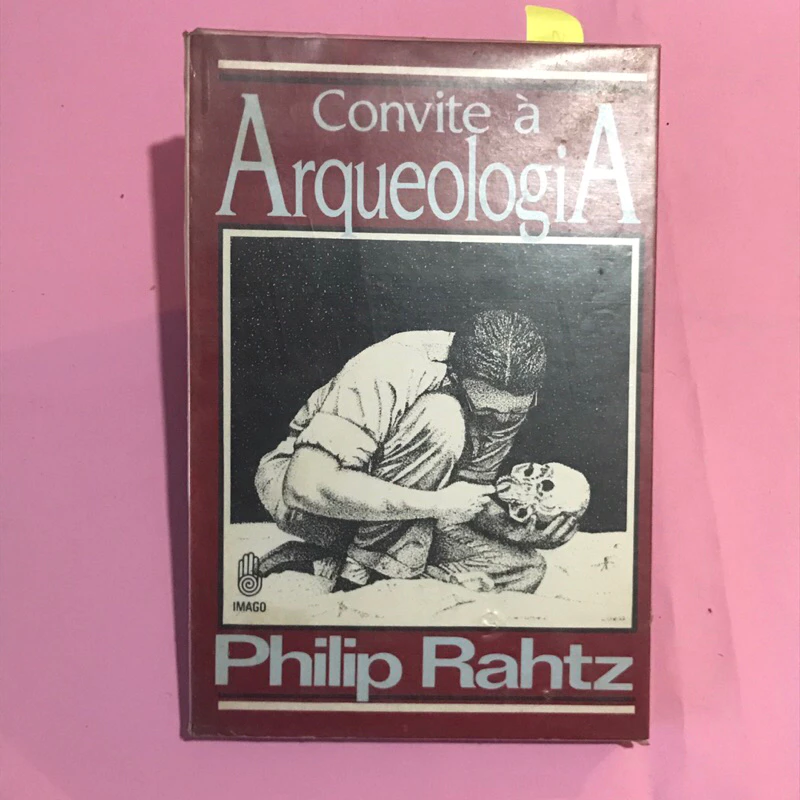 Convite à
ArqueologiA
IMAGO
Philip Rahtz